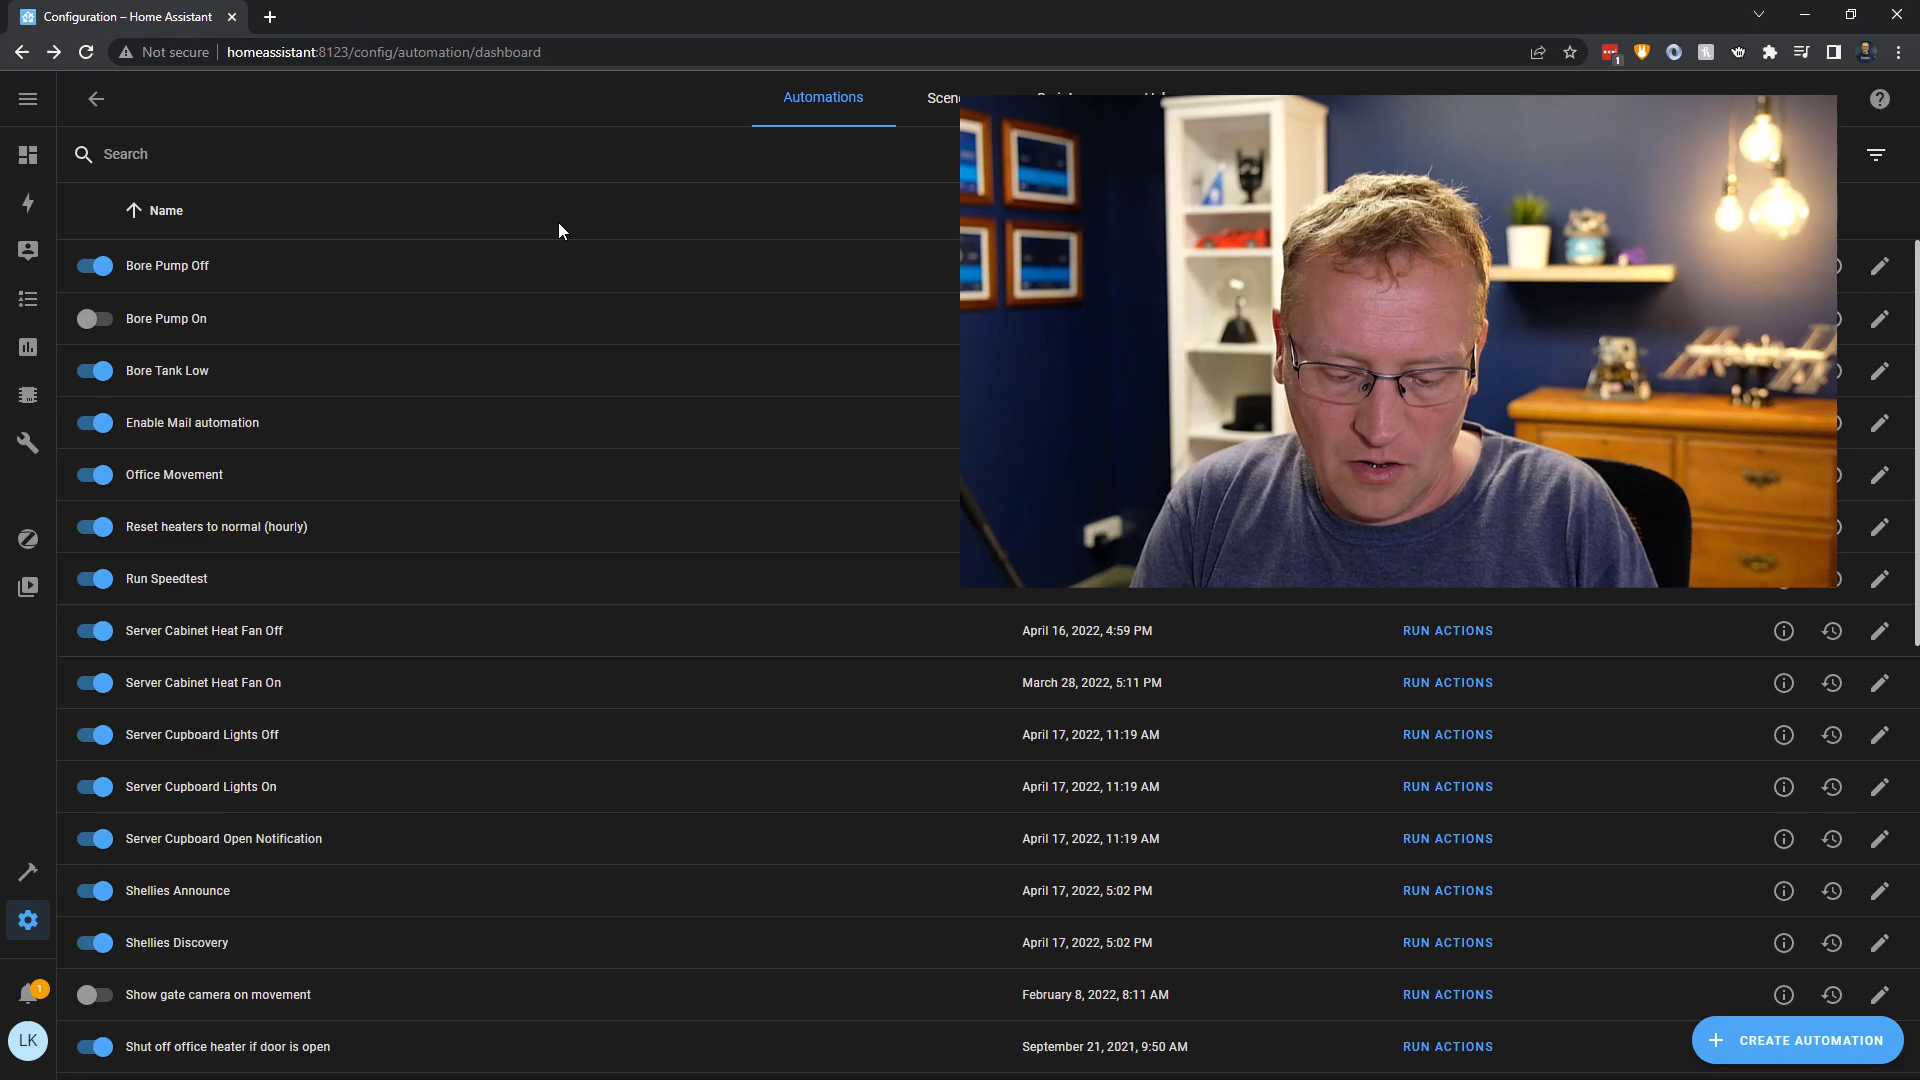 Configuration – Home Assistant
Not secure
homeassistant:8123/config/automation/dashboard
1
Automations
Search
Name
Bore Pump Off
Bore Pump On
Bore Tank Low
Enable Mail automation
Office Movement
Reset heaters to normal (hourly)
Run Speedtest
Server Cabinet Heat Fan Off April 16, 2022, 4:59 PM RUN ACTIONS
Server Cabinet Heat Fan On March 28, 2022, 5:11 PM RUN ACTIONS
Server Cupboard Lights Off April 17, 2022, 11:19 AM RUN ACTIONS
Server Cupboard Lights On April 17, 2022, 11:19 AM RUN ACTIONS
Server Cupboard Open Notification April 17, 2022, 11:19 AM RUN ACTIONS
Shellies Announce April 17, 2022, 5:02 PM RUN ACTIONS
Shellies Discovery April 17, 2022, 5:02 PM RUN ACTIONS
Show gate camera on movement February 8, 2022, 8:11 AM RUN ACTIONS
Shut off office heater if door is open September 21, 2021, 9:50 AM RUN ACTIONS
1
LK
CREATE AUTOMATION